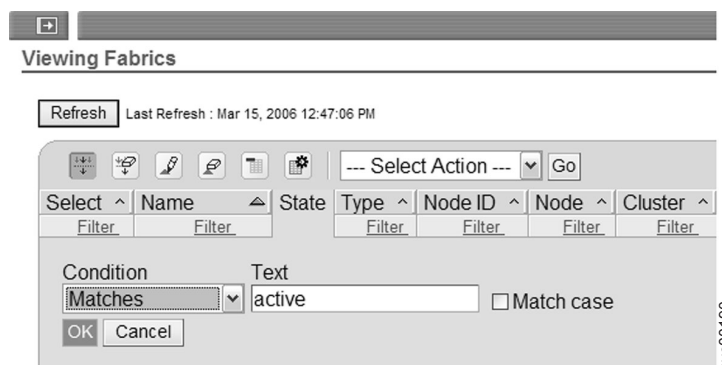 Viewing Fabrics
Refresh Last Refresh : Mar 15, 2006 12:47:06 PM
--- Select Action --- Go
Select Name State Type Node ID Node Cluster
Filter Filter Filter Filter Filter Filter
Condition Text
Matches active Match case
OK Cancel